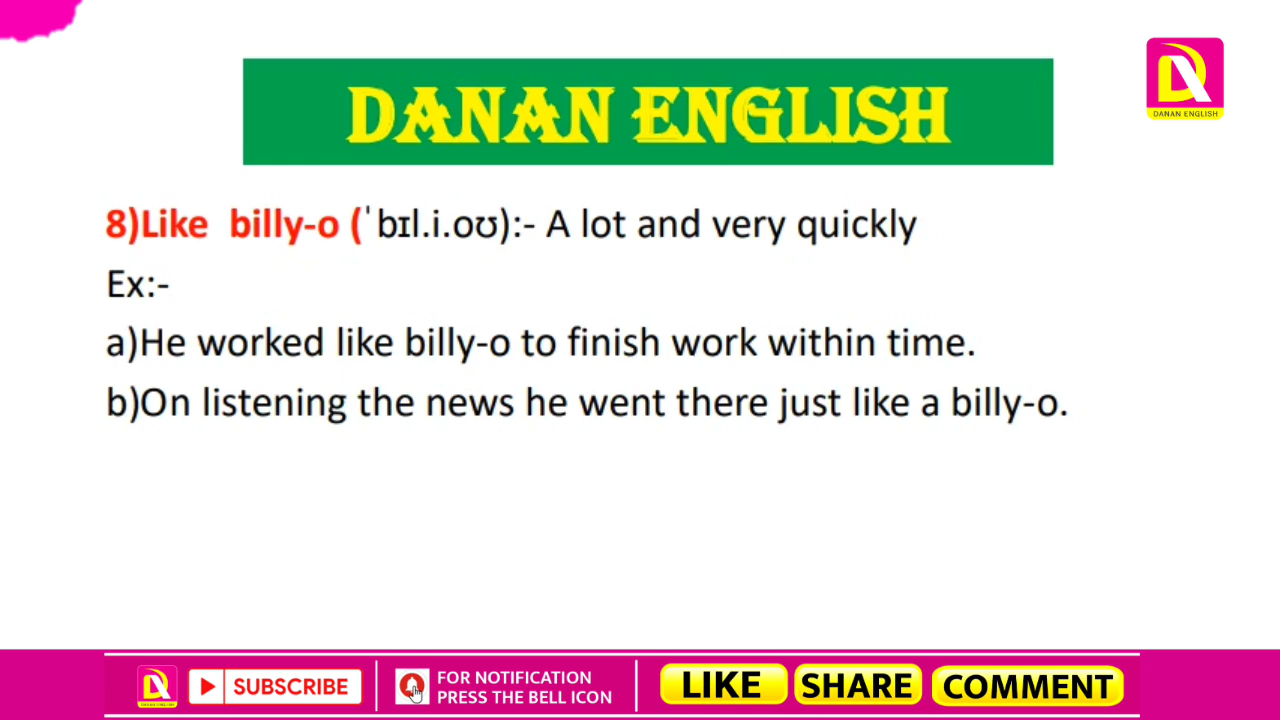 DANAN ENGLISH
DANAN ENGLISH
8)Like  billy-o (ˈbɪl.i.oʊ):- A lot and very quickly
Ex:-
a)He worked like billy-o to finish work within time.
b)On listening the news he went there just like a billy-o.
DANAN ENGLISH
SUBSCRIBE
FOR NOTIFICATION
PRESS THE BELL ICON
LIKE
SHARE
COMMENT